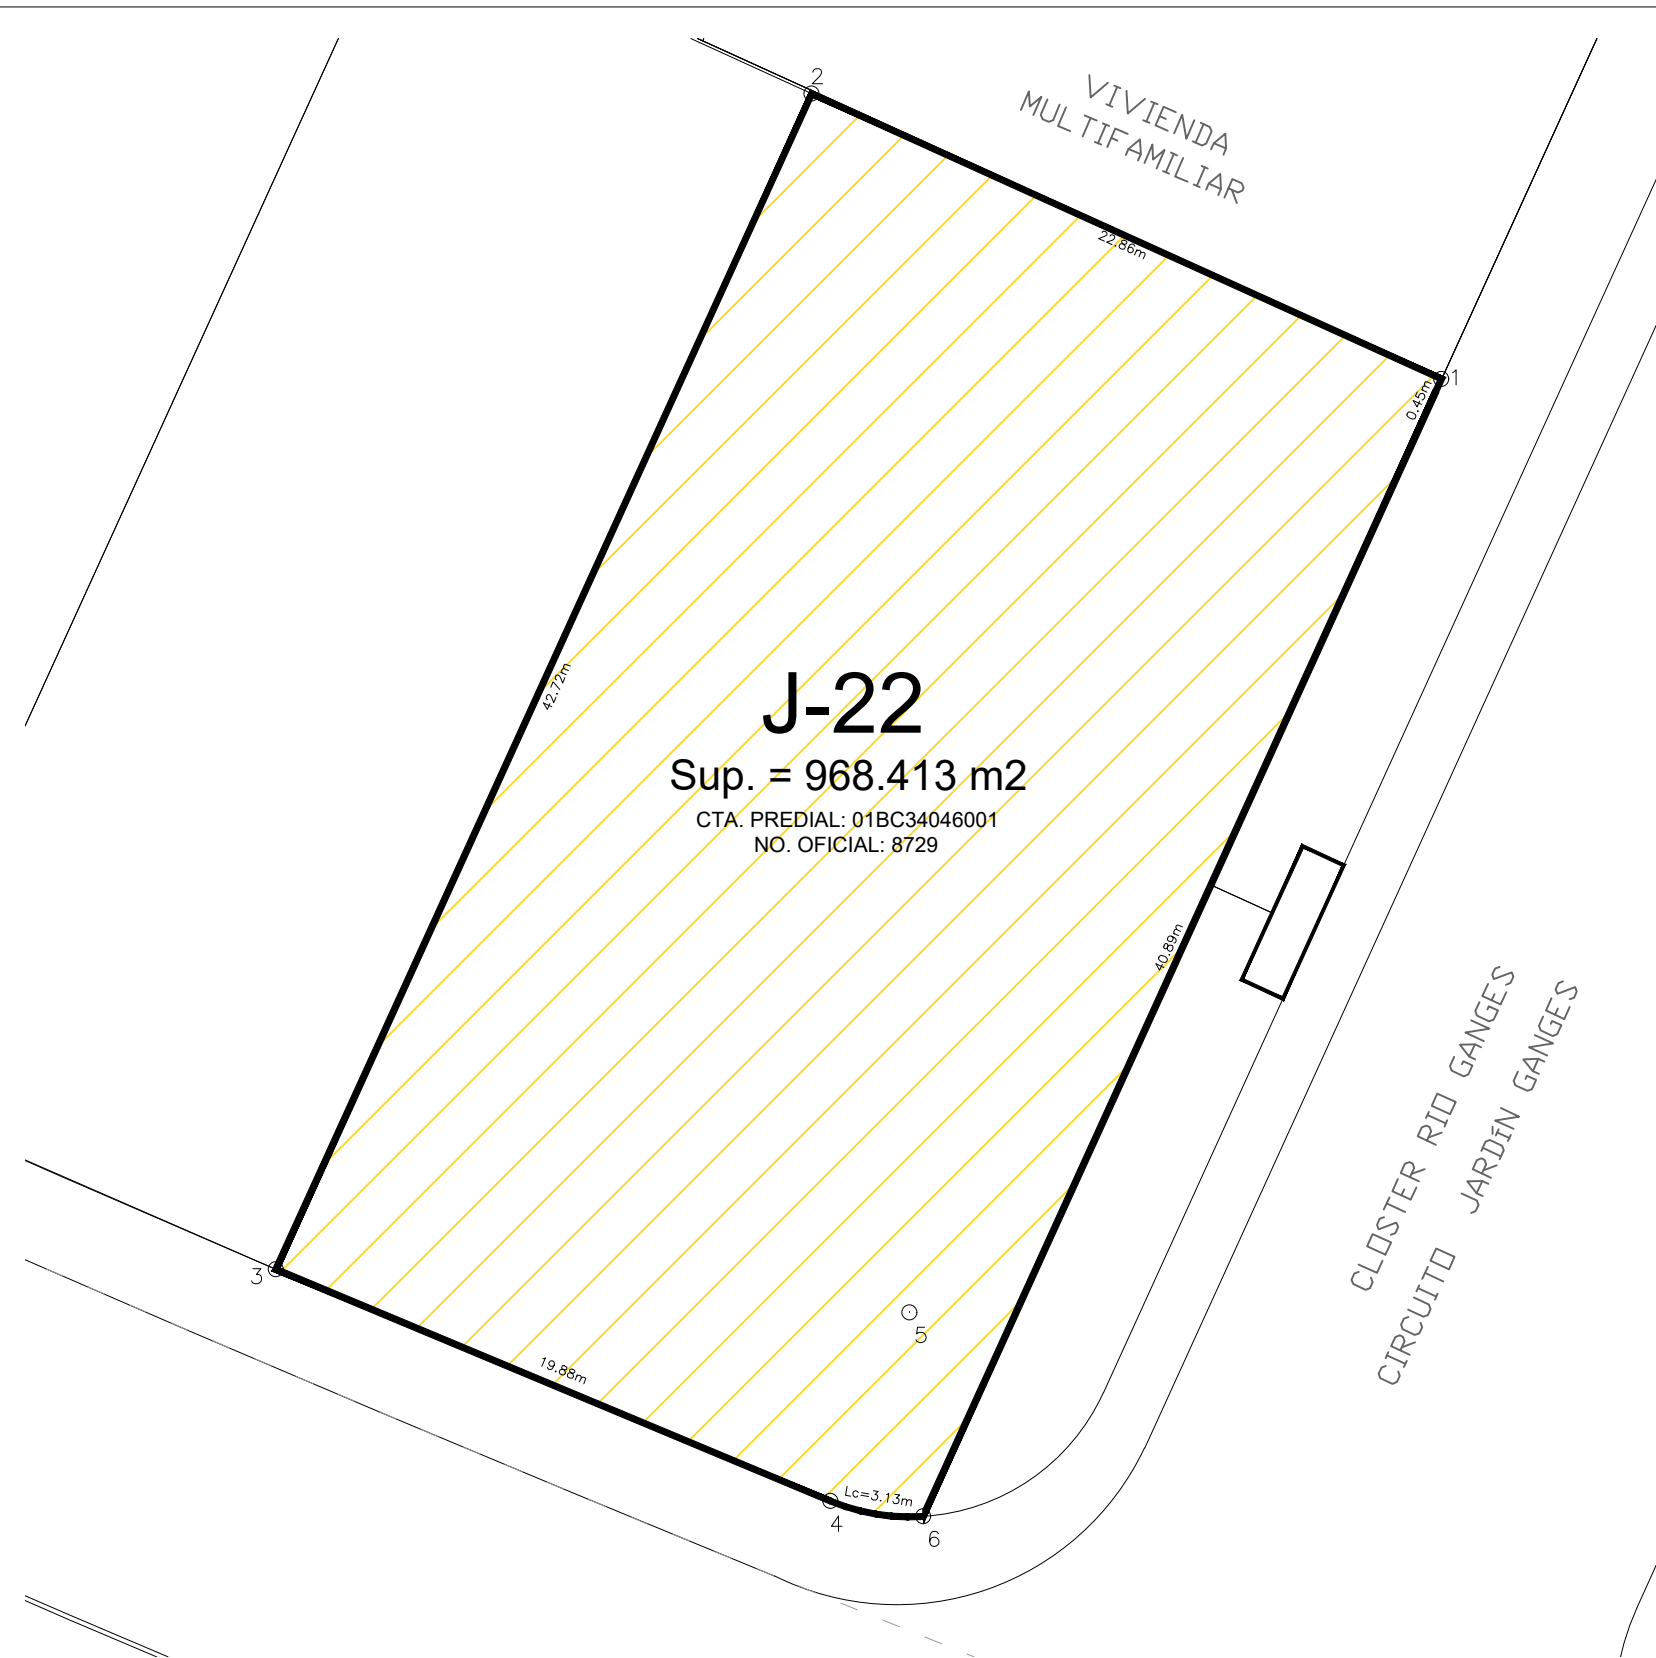 2
VIVIENDA
MULTIFAMILIAR
22.86m
1
0.45m
42.72m
J-22
Sup. = 968.413 m2
CTA. PREDIAL: 01BC34046001
NO. OFICIAL: 8729
40.89m
CLOSTER RIO GANGES
CIRCUITO JARDíN GANGES
3
5
19.88m
Lc=3.13m
4
6